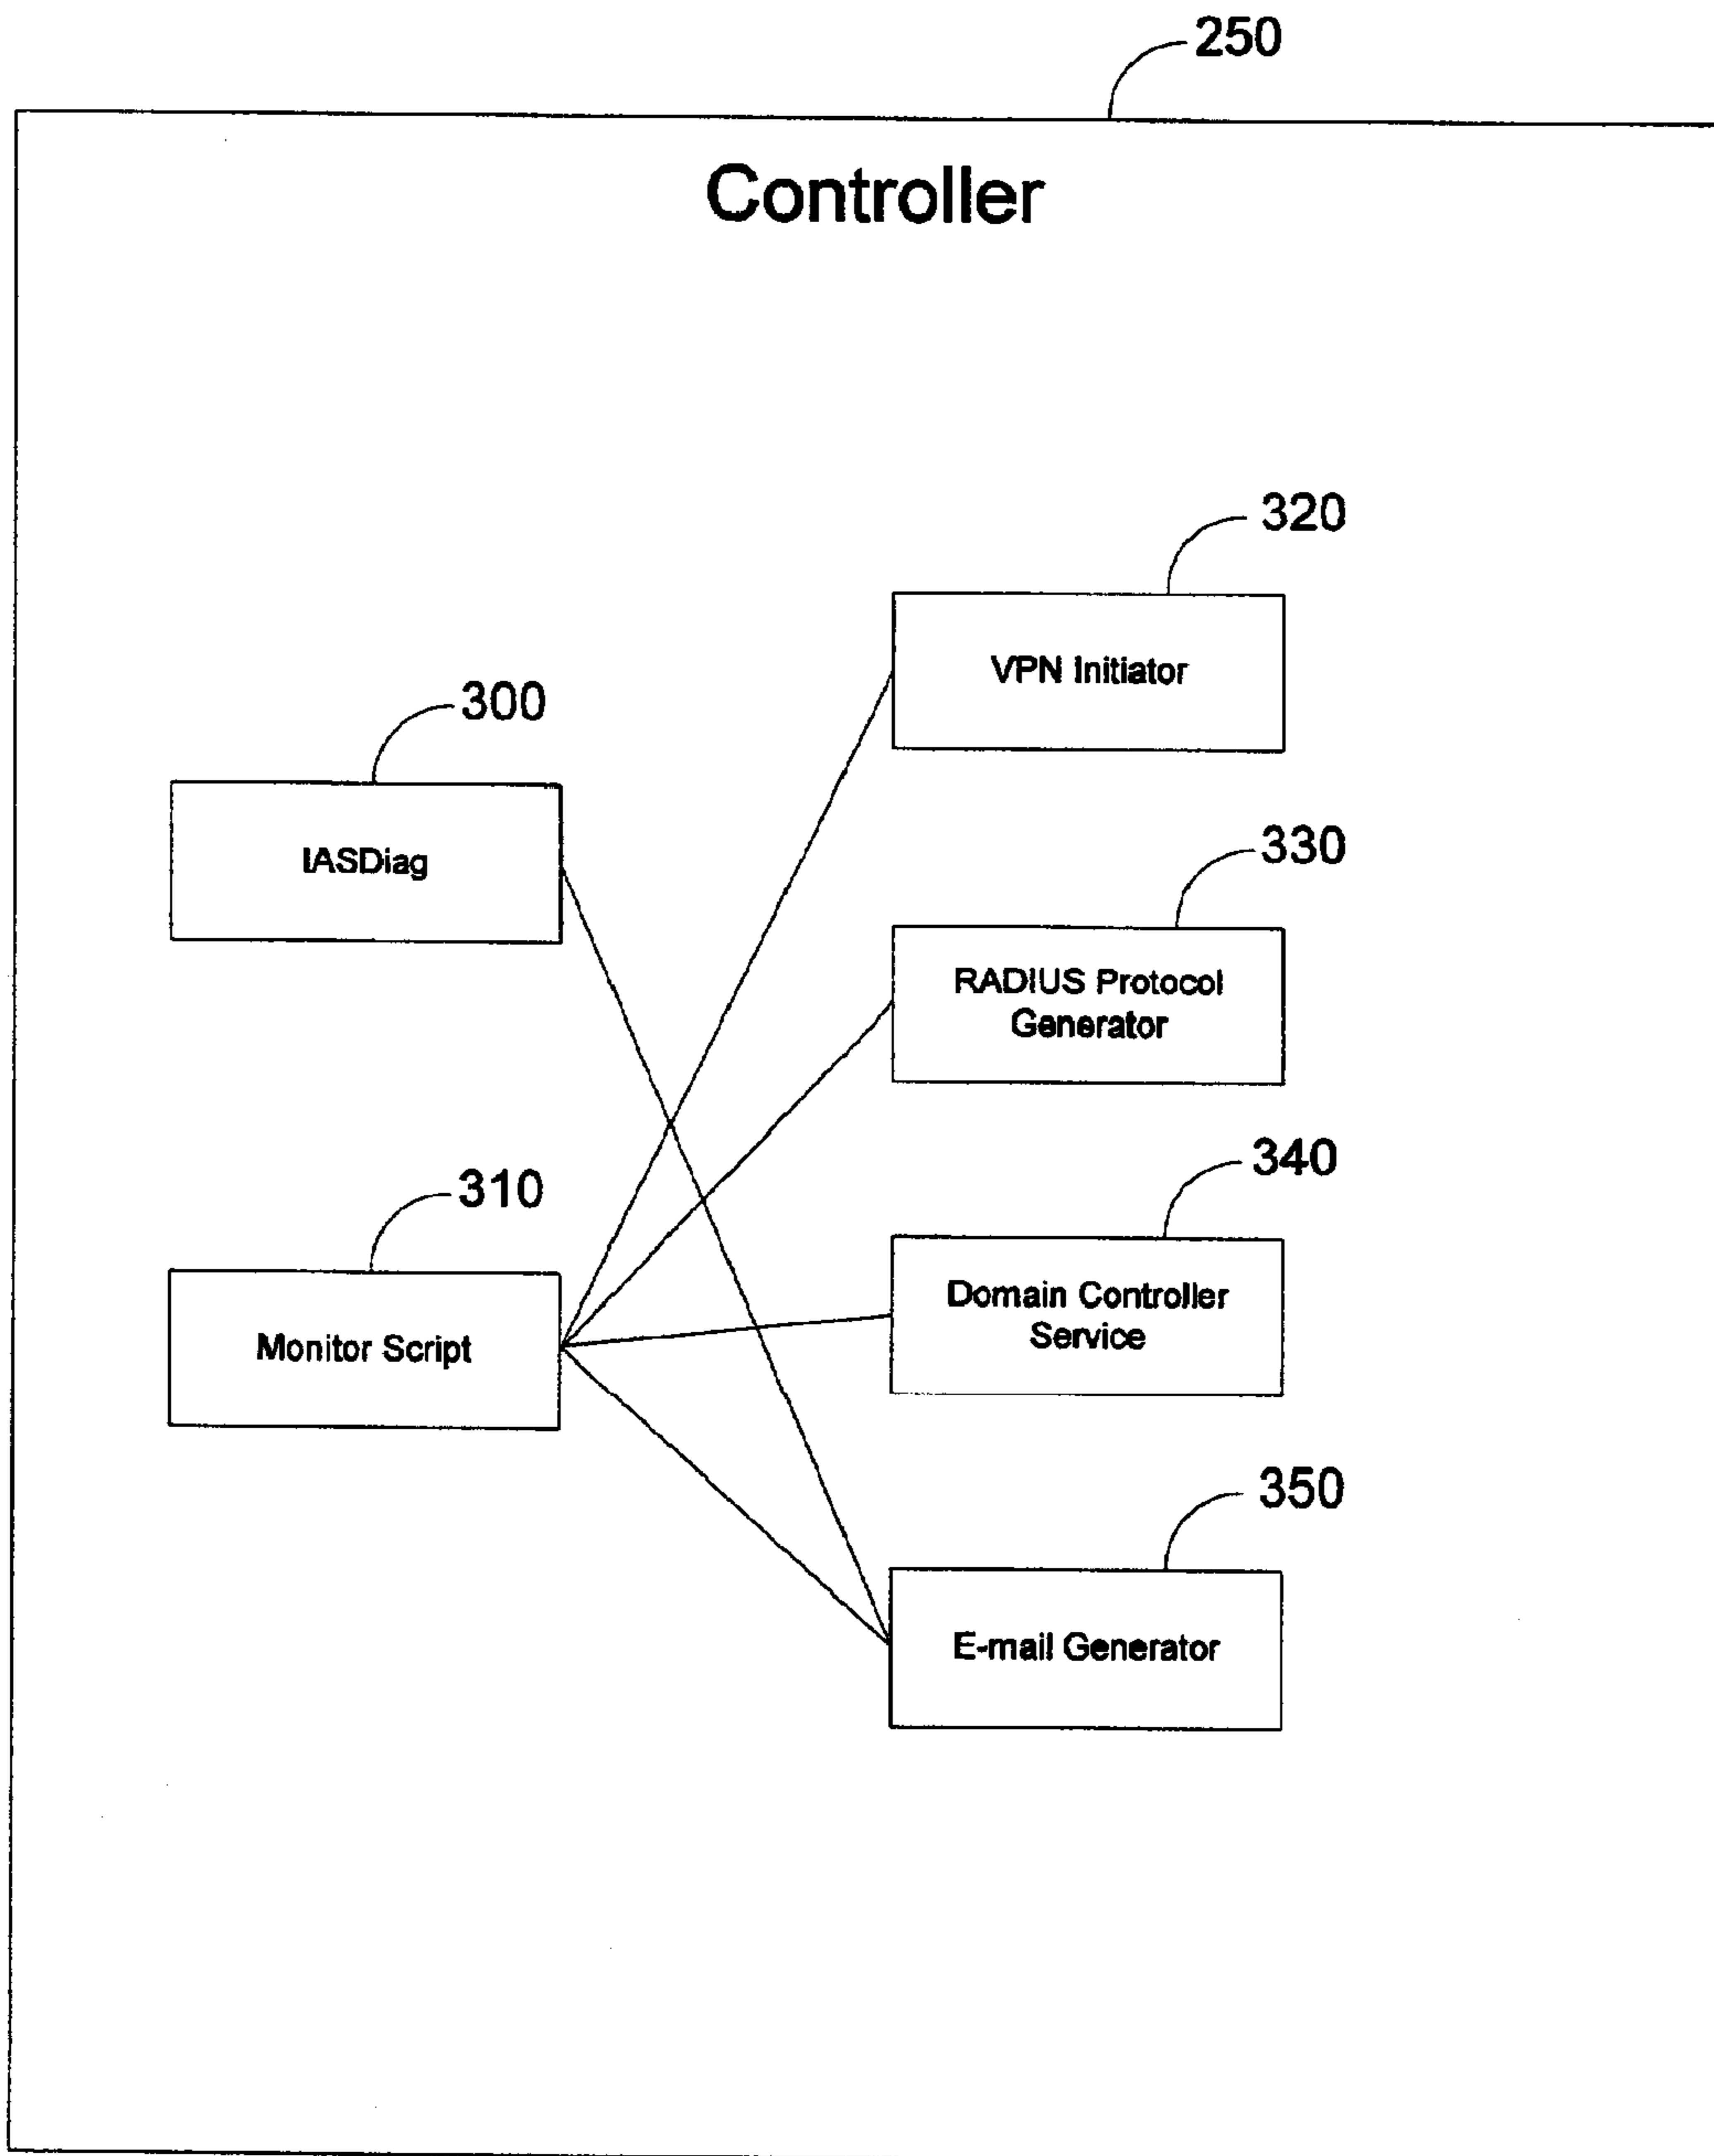 250
Controller
320
VPN Initiator
300
IASDiag
330
RADIUS Protocol
Generator
340
Domain Controller
Service
310
Monitor Script
350
E-mail Generator